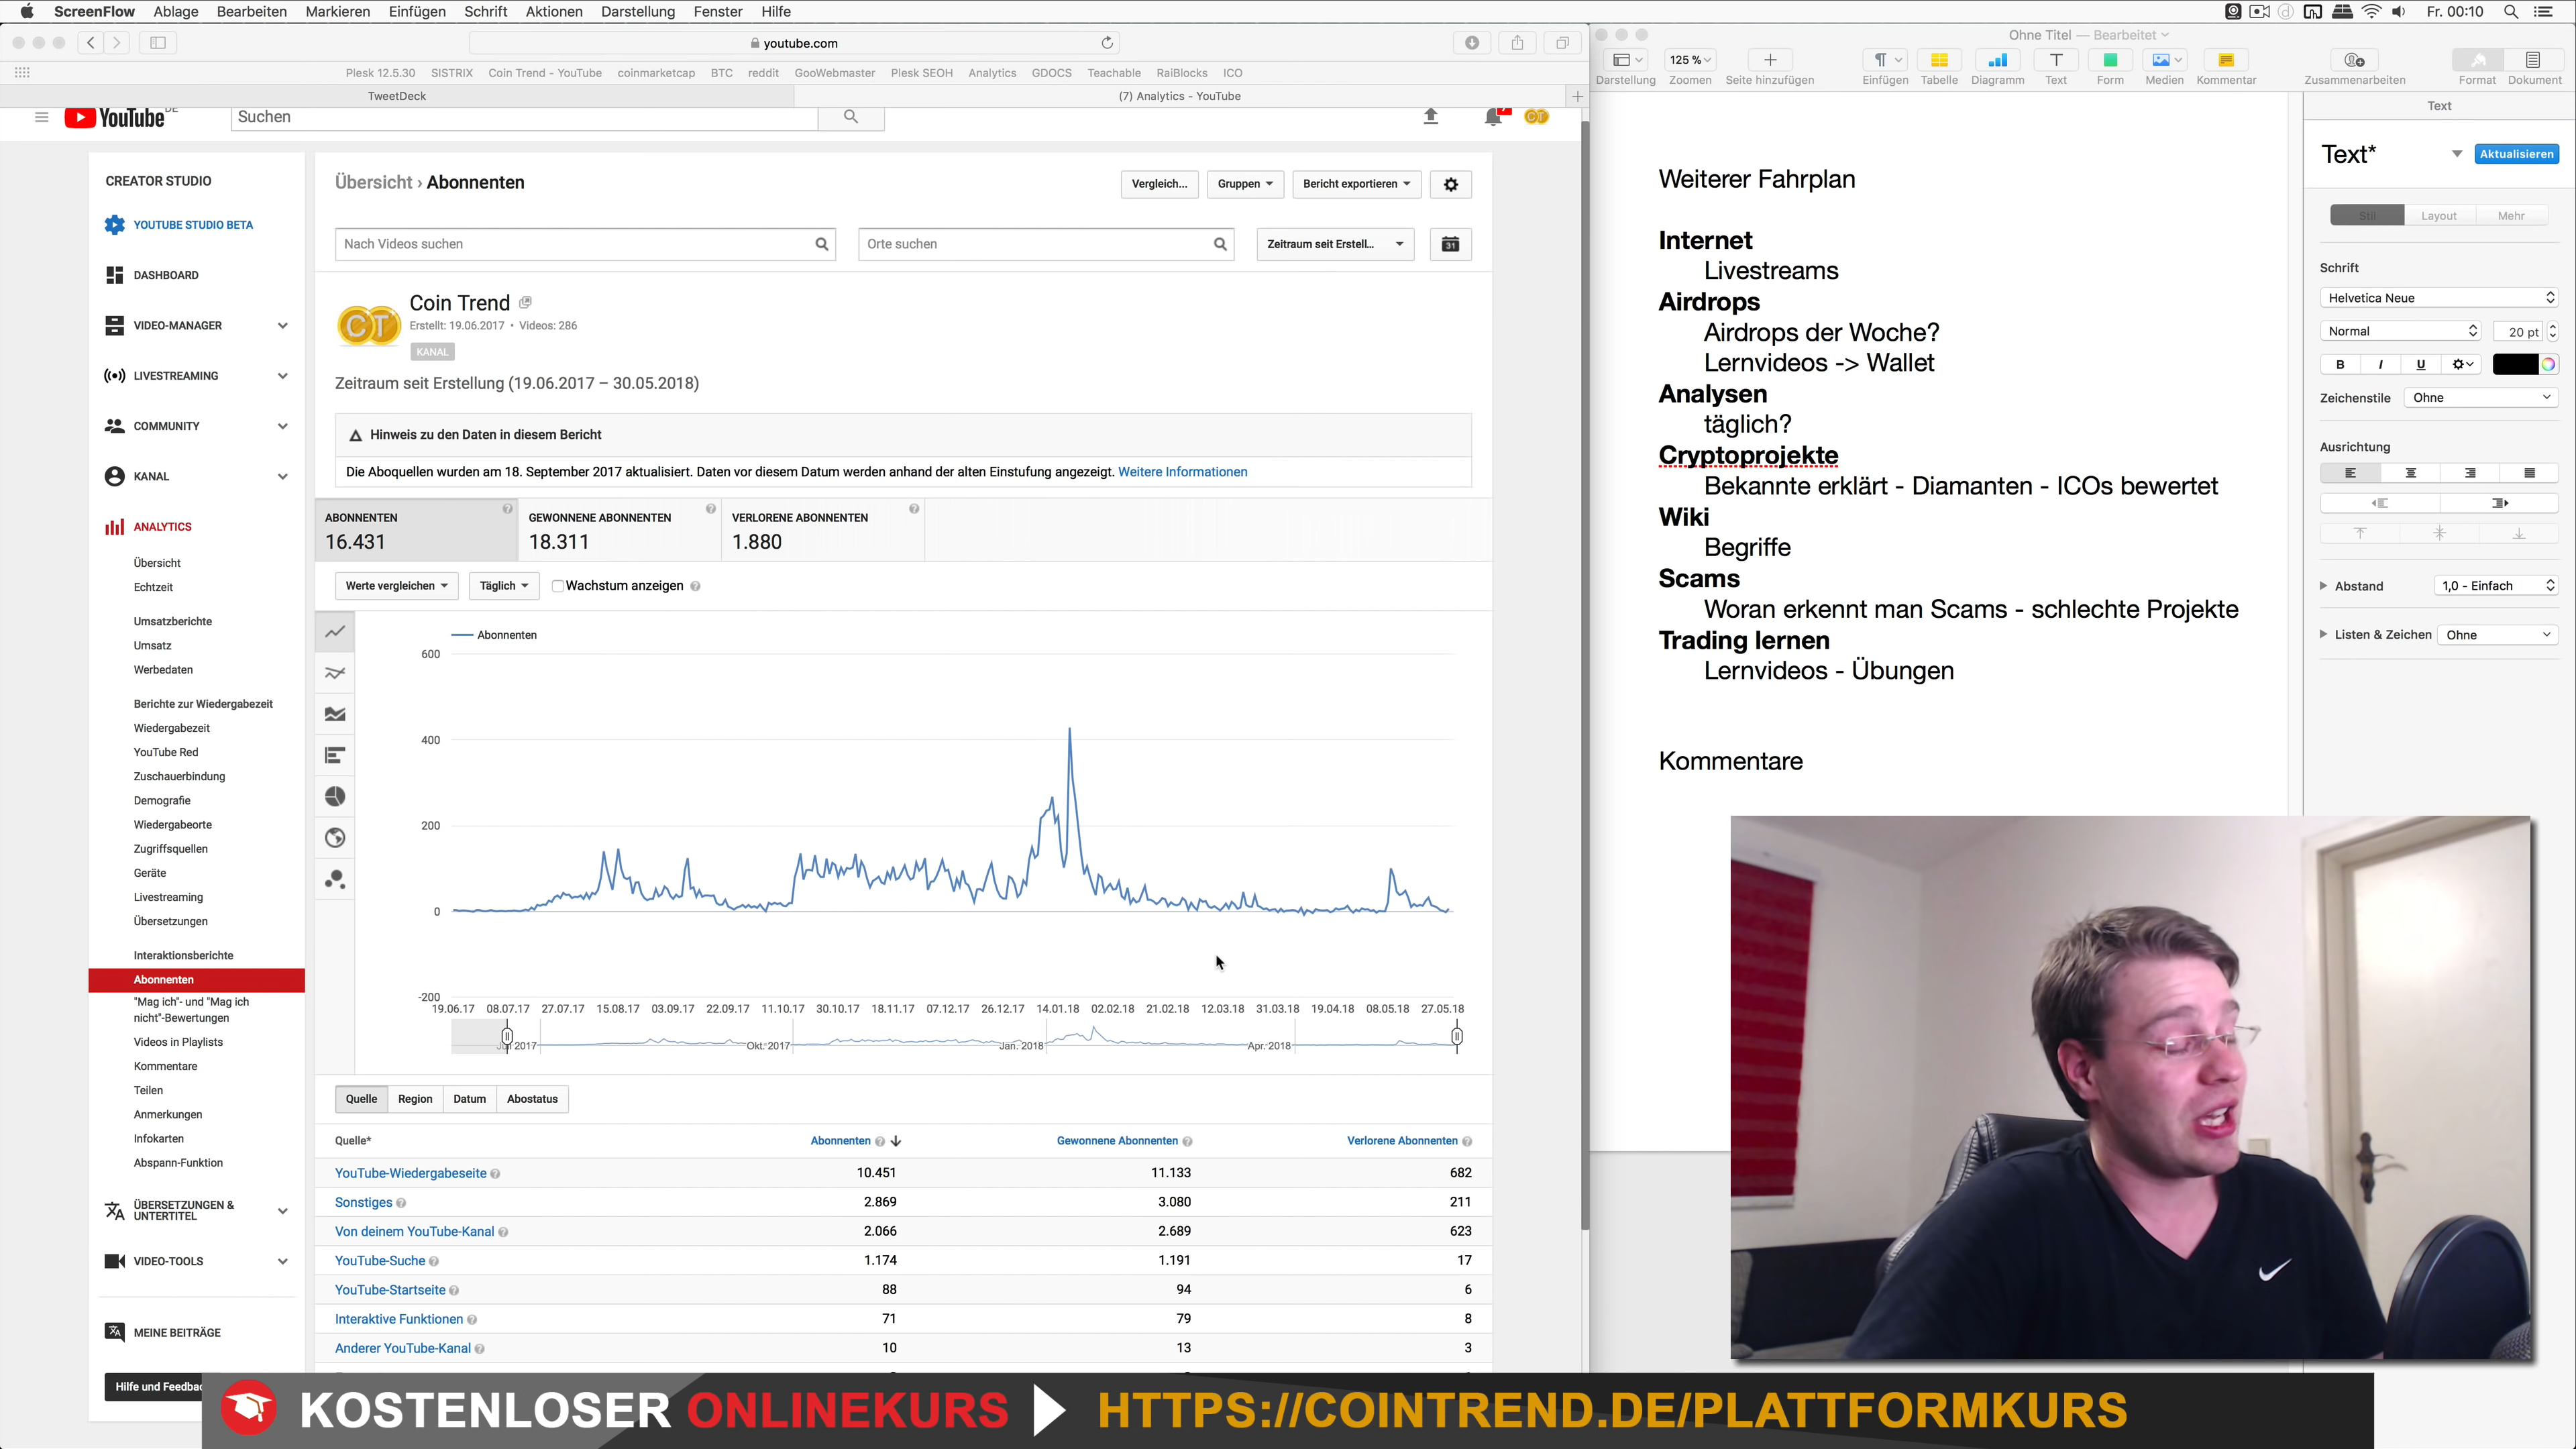 ScreenFlow Ablage Bearbeiten Markieren Einfügen Schrift Aktionen Darstellung Fenster Hilfe
Fr. 00:10
youtube.com
Plesk 12.5.30 SISTRIX Coin Trend - YouTube coinmarketcap BTC reddit GooWebmaster Plesk SEOH Analytics GDOCS Teachable RaiBlocks ICO
TweetDeck
(7) Analytics - YouTube
YouTube DE
Suchen
CREATOR STUDIO
YOUTUBE STUDIO BETA
DASHBOARD
VIDEO-MANAGER
LIVESTREAMING
COMMUNITY
KANAL
ANALYTICS
Übersicht
Echtzeit
Umsatzberichte
Umsatz
Werbedaten
Berichte zur Wiedergabezeit
Wiedergabezeit
YouTube Red
Zuschauerbindung
Demografie
Wiedergabeorte
Zugriffsquellen
Geräte
Livestreaming
Übersetzungen
Interaktionsberichte
Abonnenten
"Mag ich"- und "Mag ich
nicht"-Bewertungen
Videos in Playlists
Kommentare
Teilen
Anmerkungen
Infokarten
Abspann-Funktion
ÜBERSETZUNGEN &
UNTERTITEL
VIDEO-TOOLS
MEINE BEITRÄGE
Übersicht › Abonnenten
Vergleich... Gruppen Bericht exportieren
Nach Videos suchen
Orte suchen
Zeitraum seit Erstell...
31
Coin Trend
CT
Erstellt: 19.06.2017 • Videos: 286
KANAL
Zeitraum seit Erstellung (19.06.2017 – 30.05.2018)
Hinweis zu den Daten in diesem Bericht
Die Aboquellen wurden am 18. September 2017 aktualisiert. Daten vor diesem Datum werden anhand der alten Einstufung angezeigt. Weitere Informationen
ABONNENTEN GEWONNENE ABONNENTEN VERLORENE ABONNENTEN
16.431 18.311 1.880
Werte vergleichen Täglich Wachstum anzeigen
Abonnenten
600
400
200
0
-200
19.06.17 08.07.17 27.07.17 15.08.17 03.09.17 22.09.17 11.10.17 30.10.17 18.11.17 07.12.17 26.12.17 14.01.18 02.02.18 21.02.18 12.03.18 31.03.18 19.04.18 08.05.18 27.05.18
2017 Okt. 2017 Jan. 2018 Apr. 2018
Quelle Region Datum Abostatus
Quelle* Abonnenten Gewonnene Abonnenten Verlorene Abonnenten
YouTube-Wiedergabeseite 10.451 11.133 682
Sonstiges 2.869 3.080 211
Von deinem YouTube-Kanal 2.066 2.689 623
YouTube-Suche 1.174 1.191 17
YouTube-Startseite 88 94 6
Interaktive Funktionen 71 79 8
Anderer YouTube-Kanal 10 13 3
Ohne Titel — Bearbeitet
125 %
Darstellung Zoomen Seite hinzufügen Einfügen Tabelle Diagramm Text Form Medien Kommentar Zusammenarbeiten Format Dokument
Weiterer Fahrplan
Internet
Livestreams
Airdrops
Airdrops der Woche?
Lernvideos -> Wallet
Analysen
täglich?
Cryptoprojekte
Bekannte erklärt - Diamanten - ICOs bewertet
Wiki
Begriffe
Scams
Woran erkennt man Scams - schlechte Projekte
Trading lernen
Lernvideos - Übungen
Kommentare
Text
Text* Aktualisieren
Stil Layout Mehr
Schrift
Helvetica Neue
Normal 20 pt
B I U
Zeichenstile Ohne
Ausrichtung
Abstand 1,0 - Einfach
Listen & Zeichen Ohne
Hilfe und
KOSTENLOSER ONLINEKURS HTTPS://COINTREND.DE/PLATTFORMKURS